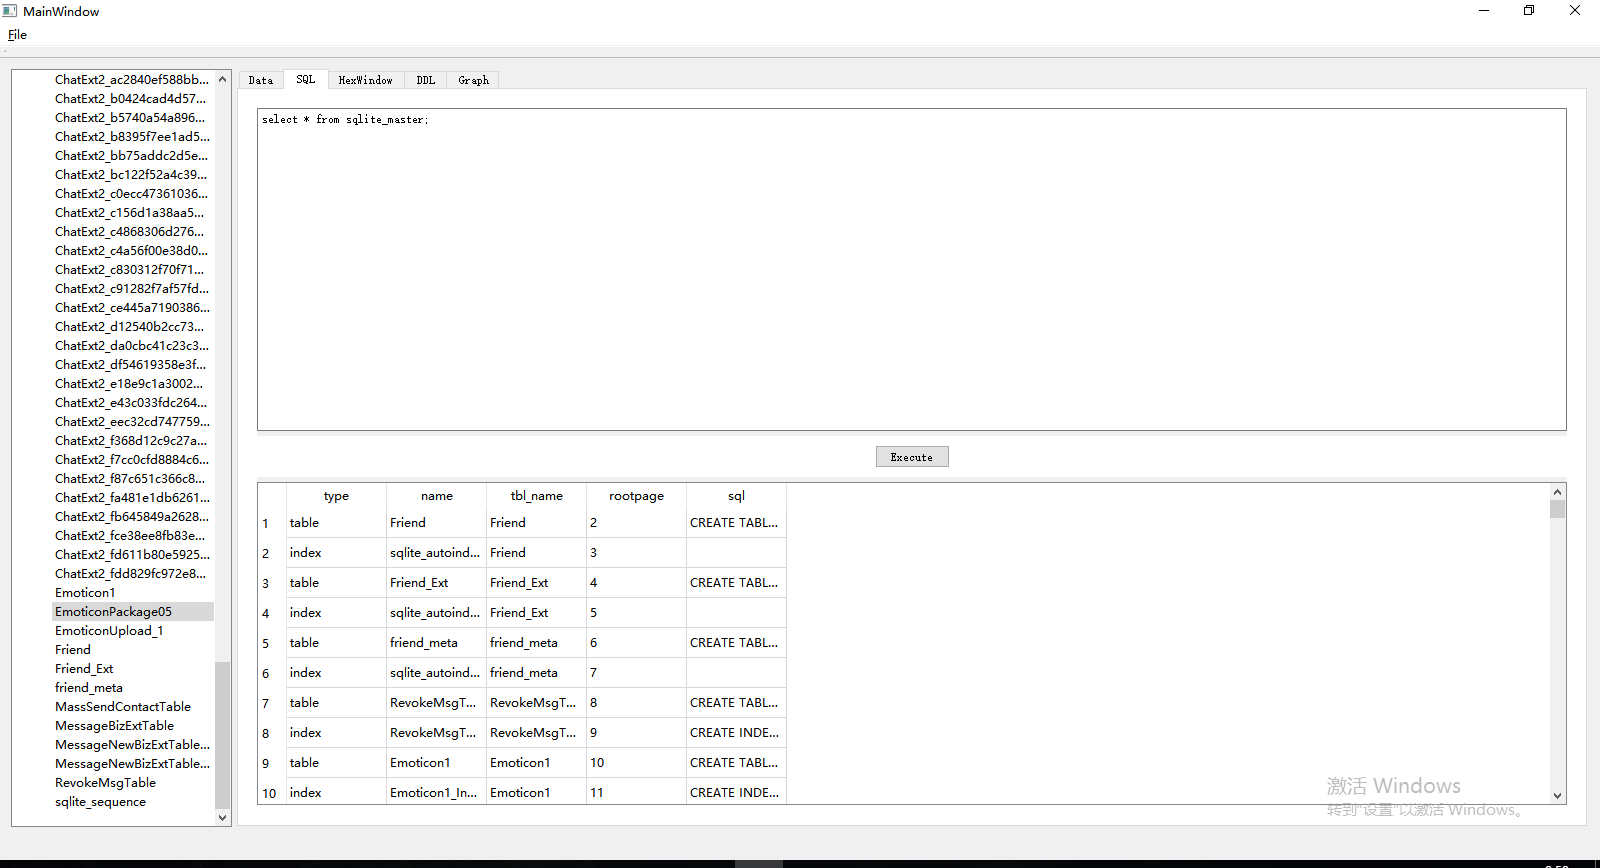 MainWindow
File
ChatExt2_ac2840ef588bb...
ChatExt2_b0424cad4d57...
ChatExt2_b5740a54a896...
ChatExt2_b8395f7ee1ad5...
ChatExt2_bb75addc2d5e...
ChatExt2_bc122f52a4c39...
ChatExt2_c0ecc47361036...
ChatExt2_c156d1a38aa5...
ChatExt2_c4868306d276...
ChatExt2_c4a56f00e38d0...
ChatExt2_c830312f70f71...
ChatExt2_c91282f7af57fd...
ChatExt2_ce445a7190386...
ChatExt2_d12540b2cc73...
ChatExt2_da0cbc41c23c3...
ChatExt2_df54619358e3f...
ChatExt2_e18e9c1a3002...
ChatExt2_e43c033fdc264...
ChatExt2_eec32cd747759...
ChatExt2_f368d12c9c27a...
ChatExt2_f7cc0cfd8884c6...
ChatExt2_f87c651c366c8...
ChatExt2_fa481e1db6261...
ChatExt2_fb645849a2628...
ChatExt2_fce38ee8fb83e...
ChatExt2_fd611b80e5925...
ChatExt2_fdd829fc972e8...
Emoticon1
EmoticonPackage05
EmoticonUpload_1
Friend
Friend_Ext
friend_meta
MassSendContactTable
MessageBizExtTable
MessageNewBizExtTable...
MessageNewBizExtTable...
RevokeMsgTable
sqlite_sequence
Data SQL HexWindow DDL Graph
select * from sqlite_master;
Execute
type name tbl_name rootpage sql
1 table Friend Friend 2 CREATE TABL...
2 index sqlite_autoind... Friend 3
3 table Friend_Ext Friend_Ext 4 CREATE TABL...
4 index sqlite_autoind... Friend_Ext 5
5 table friend_meta friend_meta 6 CREATE TABL...
6 index sqlite_autoind... friend_meta 7
7 table RevokeMsgT... RevokeMsgT... 8 CREATE TABL...
8 index RevokeMsgT... RevokeMsgT... 9 CREATE INDE...
9 table Emoticon1 Emoticon1 10 CREATE TABL...
10 index Emoticon1_In... Emoticon1 11 CREATE INDE...
激活 Windows
转到"设置"以激活 Windows。